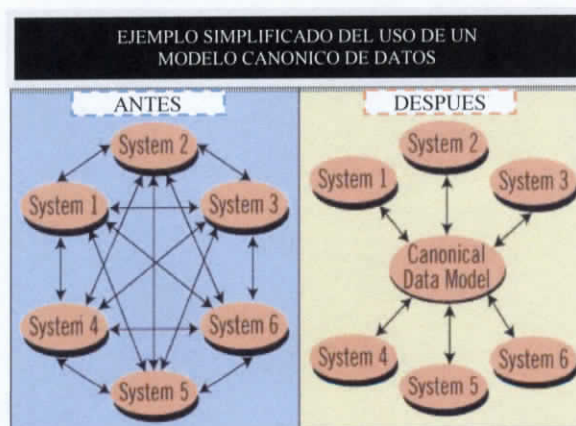 EJEMPLO SIMPLIFICADO DEL USO DE UN
MODELO CANONICO DE DATOS
ANTES
System 2
System 1
System 3
System 4
System 6
System 5
DESPUES
System 2
System 1
System 3
Canonical
Data Model
System 4
System 6
System 5